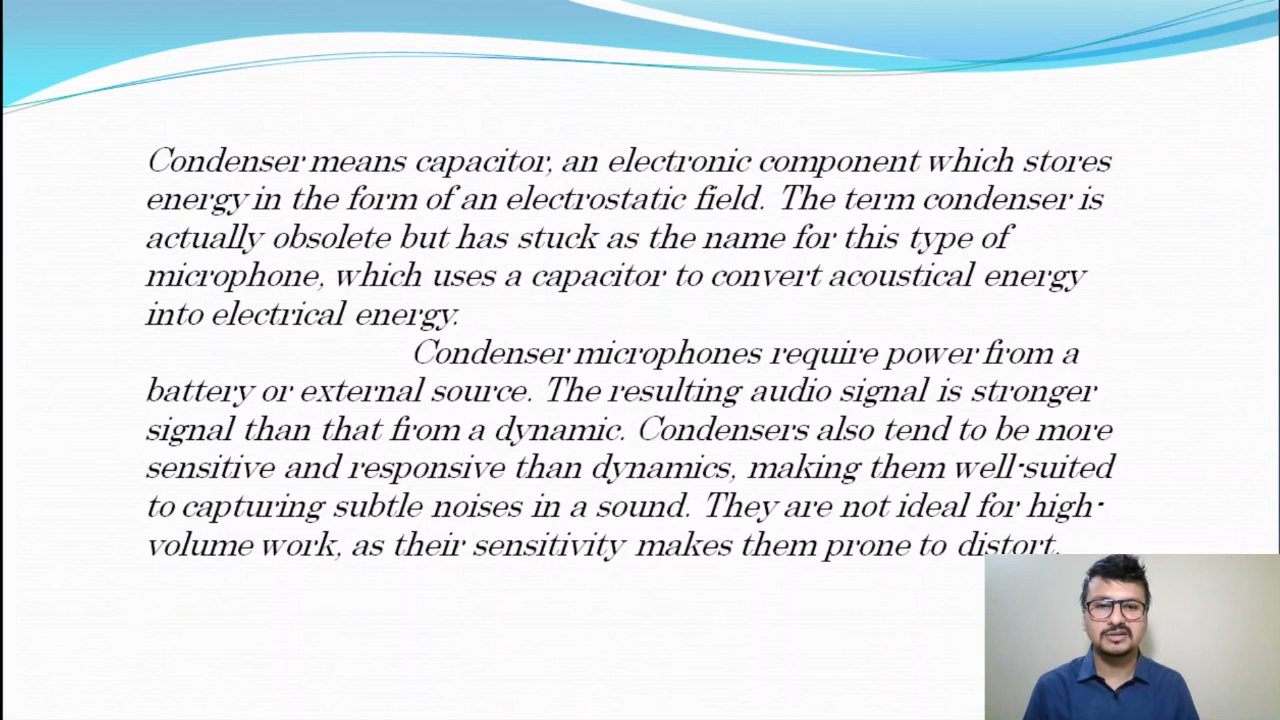 Condenser means capacitor, an electronic component which stores
energy in the form of an electrostatic field. The term condenser is
actually obsolete but has stuck as the name for this type of
microphone, which uses a capacitor to convert acoustical energy
into electrical energy.
Condenser microphones require power from a
battery or external source. The resulting audio signal is stronger
signal than that from a dynamic. Condensers also tend to be more
sensitive and responsive than dynamics, making them well-suited
to capturing subtle noises in a sound. They are not ideal for high-
volume work, as their sensitivity makes them prone to distort.